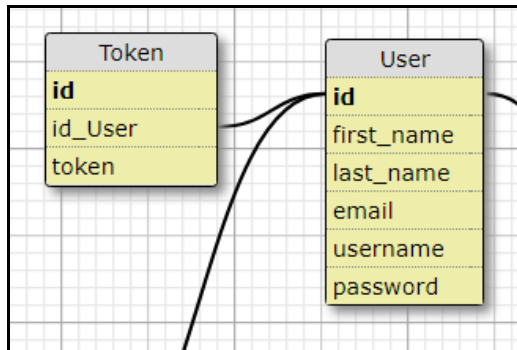 Token
id
id_User
token
User
id
first_name
last_name
email
username
password